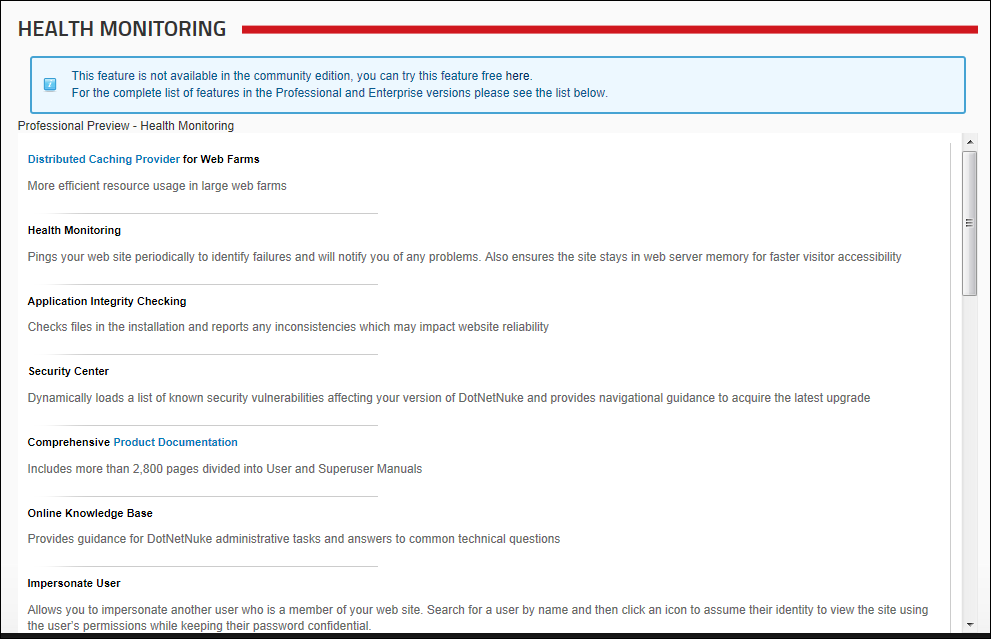 HEALTH MONITORING
This feature is not available in the community edition, you can try this feature free here.
For the complete list of features in the Professional and Enterprise versions please see the list below.
Professional Preview - Health Monitoring
Distributed Caching Provider for Web Farms
More efficient resource usage in large web farms
Health Monitoring
Pings your web site periodically to identify failures and will notify you of any problems. Also ensures the site stays in web server memory for faster visitor accessibility
Application Integrity Checking
Checks files in the installation and reports any inconsistencies which may impact website reliability
Security Center
Dynamically loads a list of known security vulnerabilities affecting your version of DotNetNuke and provides navigational guidance to acquire the latest upgrade
Comprehensive Product Documentation
Includes more than 2,800 pages divided into User and Superuser Manuals
Online Knowledge Base
Provides guidance for DotNetNuke administrative tasks and answers to common technical questions
Impersonate User
Allows you to impersonate another user who is a member of your web site. Search for a user by name and then click an icon to assume their identity to view the site using
the user's permissions while keeping their password confidential.